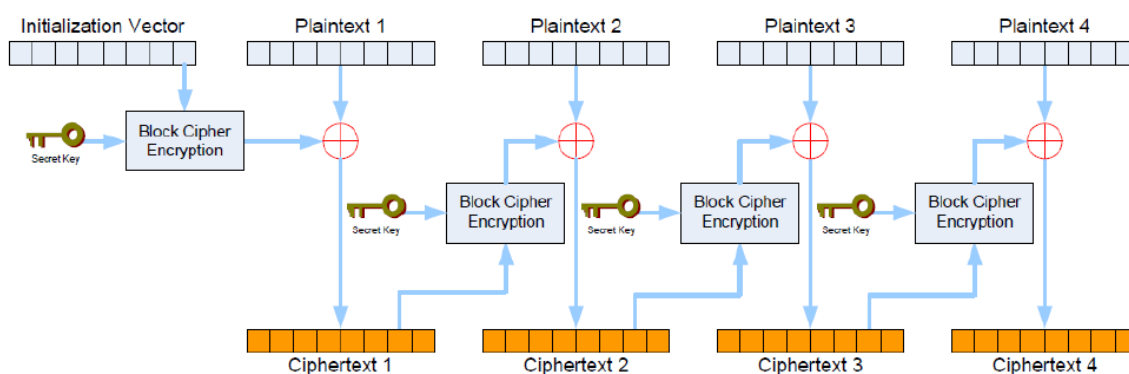 Initialization Vector
Plaintext 1
Plaintext 2
Plaintext 3
Plaintext 4
Block Cipher
Encryption
Secret Key
Block Cipher
Encryption
Secret Key
Block Cipher
Encryption
Secret Key
Block Cipher
Encryption
Secret Key
Ciphertext 1
Ciphertext 2
Ciphertext 3
Ciphertext 4